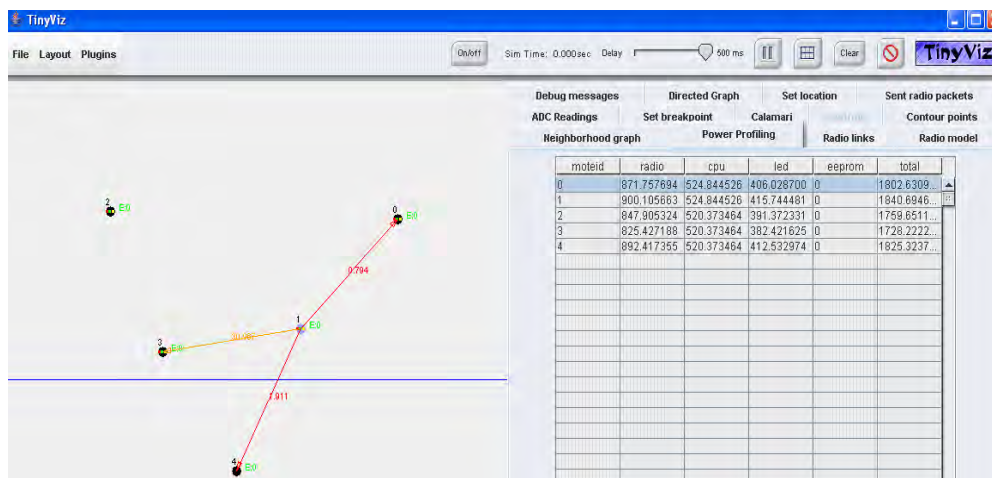 TinyViz
File Layout Plugins
On/off
Sim Time: 0.000sec Delay
500 ms
Clear
TinyViz
Debug messages Directed Graph Set location Sent radio packets
ADC Readings Set breakpoint Calamari Contour points
Neighborhood graph Power Profiling Radio links Radio model
moteid radio cpu led eeprom total
0 871.757694 524.844526 406.028700 0 1802.6309...
1 900.105663 524.844526 415.744481 0 1840.6946...
2 847.905324 520.373464 391.372331 0 1759.6511...
3 825.427188 520.373464 382.421625 0 1728.2222...
4 892.417355 520.373464 412.532974 0 1825.3237...
2 E:0
0 E:0
0.794
1 E:0
3 E:0
1.911
4 E:0